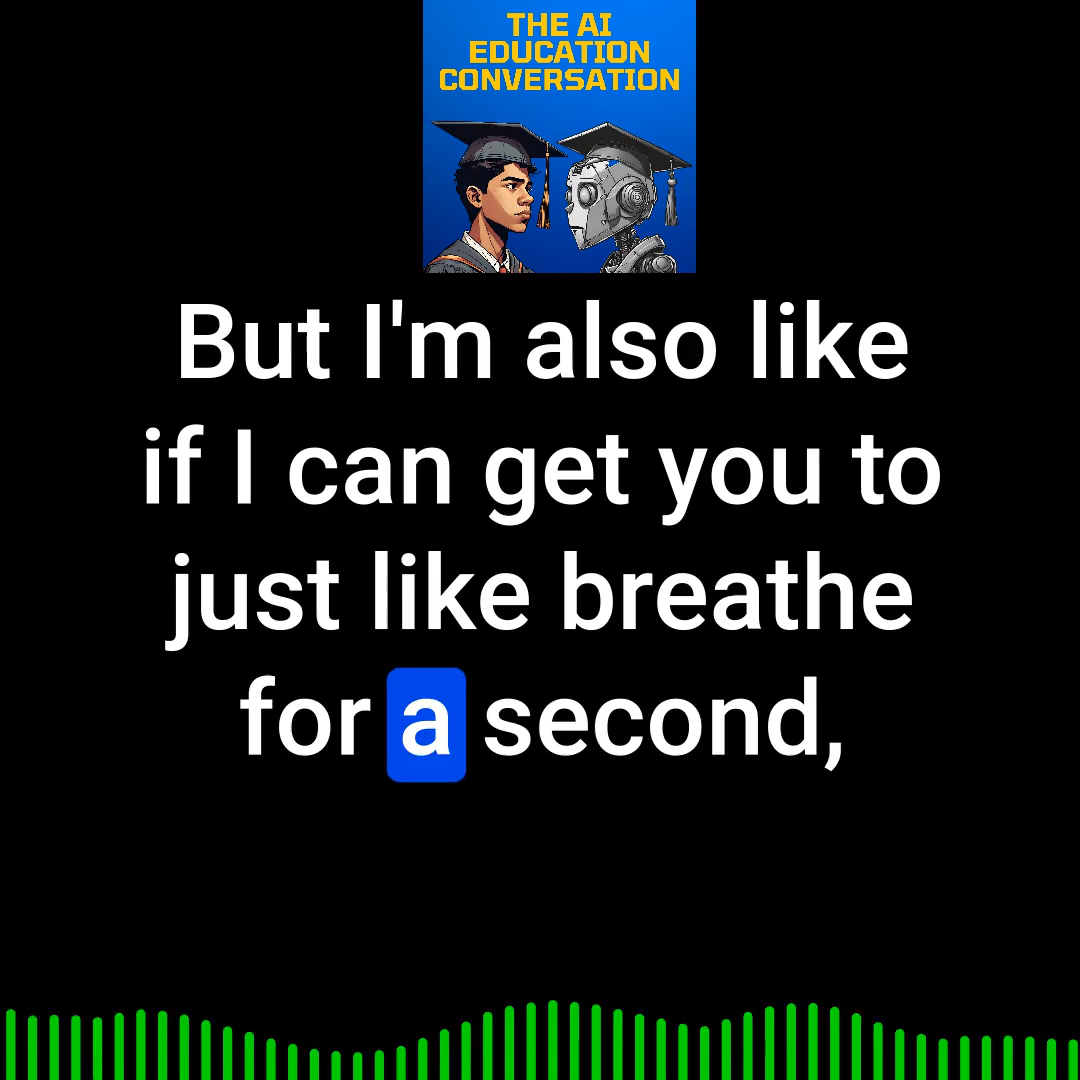 THE AI
EDUCATION
CONVERSATION
But I'm also like
if I can get you to
just like breathe
for a second,